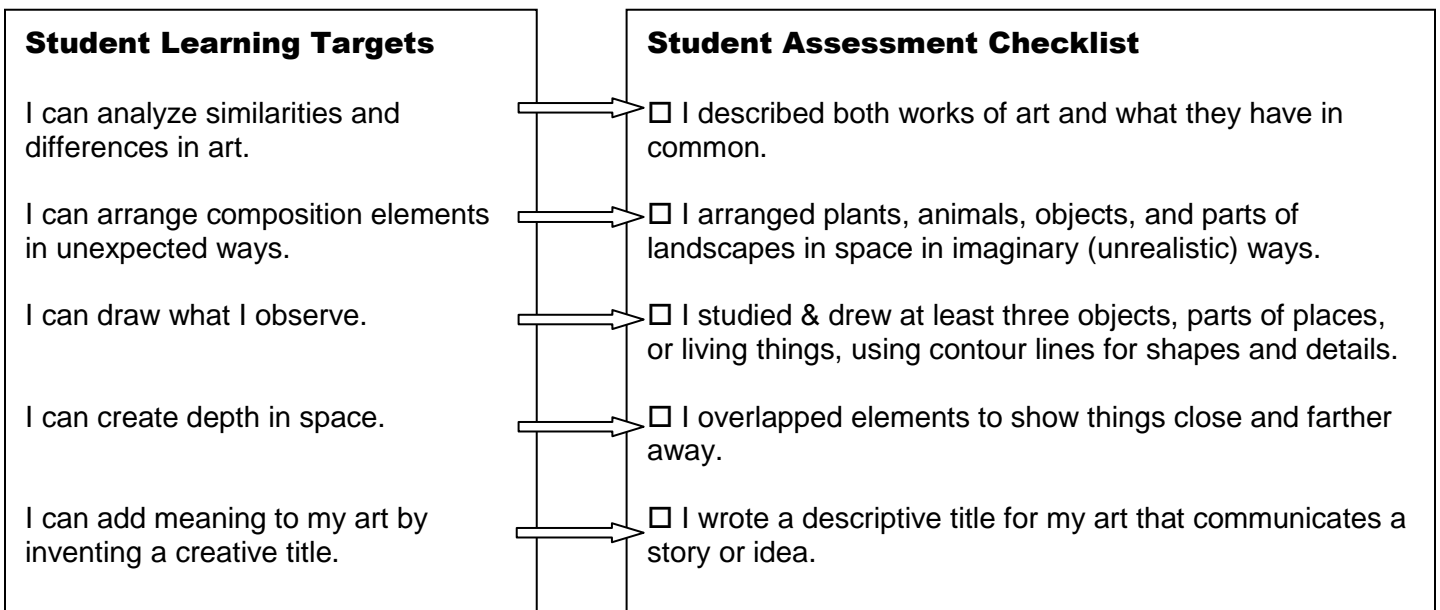 Student Learning Targets
I can analyze similarities and
differences in art.
I can arrange composition elements
in unexpected ways.
I can draw what I observe.
I can create depth in space.
I can add meaning to my art by
inventing a creative title.
Student Assessment Checklist
☐ I described both works of art and what they have in
common.
☐ I arranged plants, animals, objects, and parts of
landscapes in space in imaginary (unrealistic) ways.
☐ I studied & drew at least three objects, parts of places,
or living things, using contour lines for shapes and details.
☐ I overlapped elements to show things close and farther
away.
☐ I wrote a descriptive title for my art that communicates a
story or idea.